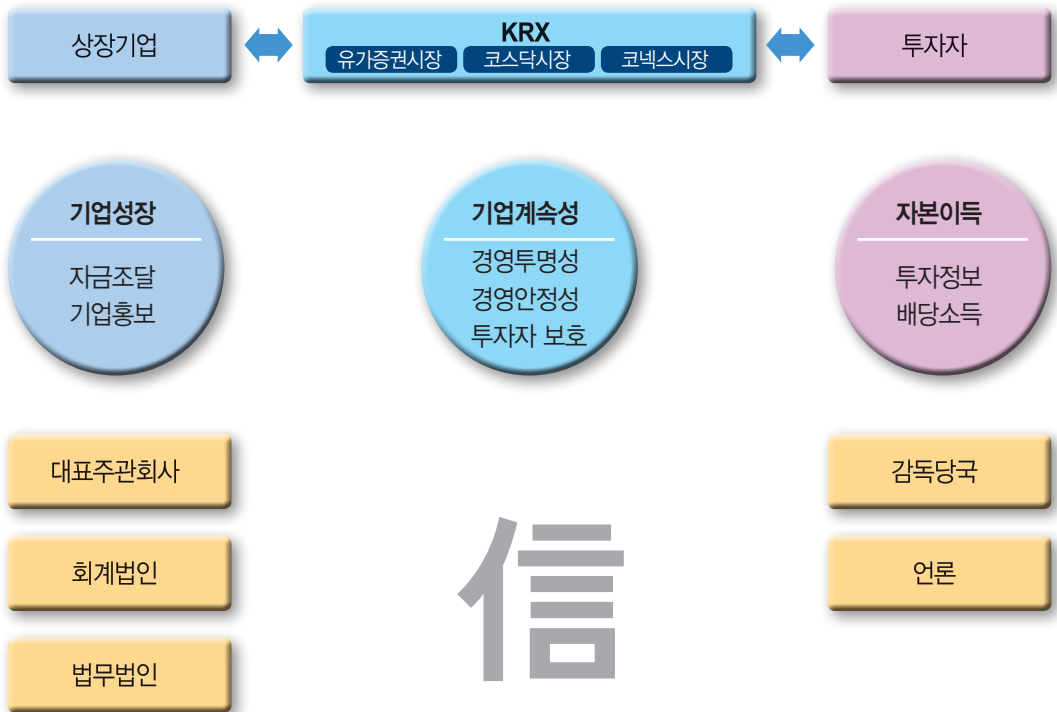 상장기업
KRX
유가증권시장 코스닥시장 코넥스시장
투자자
기업성장
자금조달
기업홍보
기업계속성
경영투명성
경영안정성
투자자 보호
자본이득
투자정보
배당소득
대표주관회사
회계법인
법무법인
信
감독당국
언론